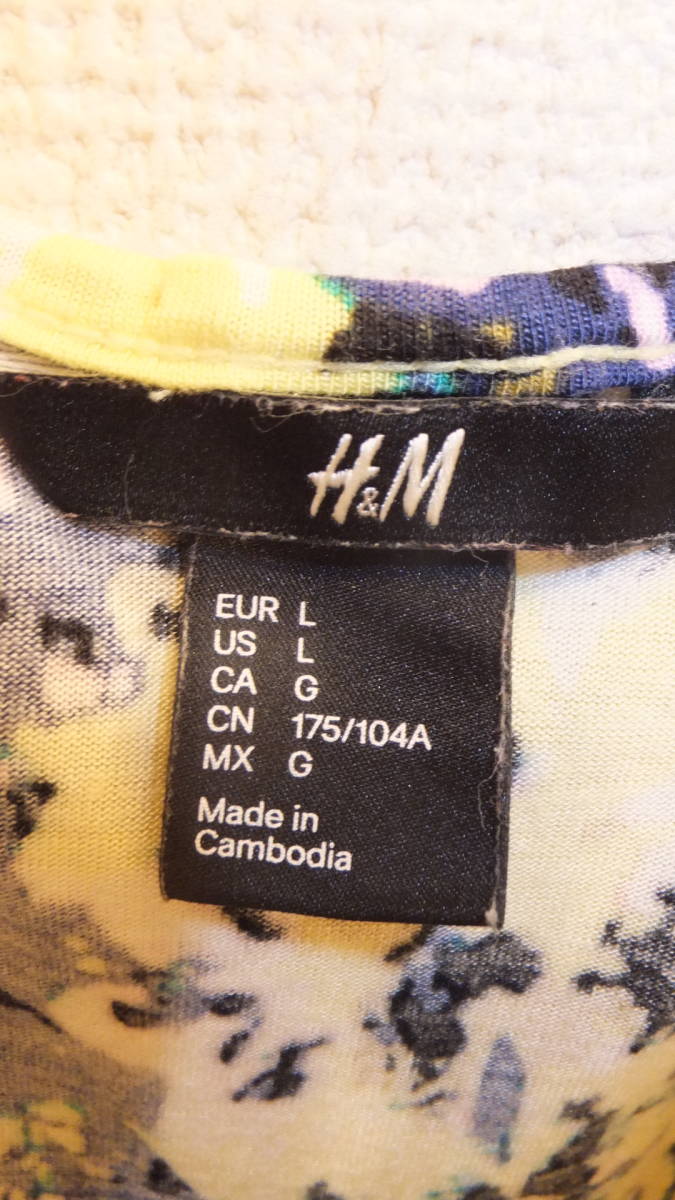 H&M
EUR L
US L
CA G
CN 175/104A
MX G
Made in
Cambodia